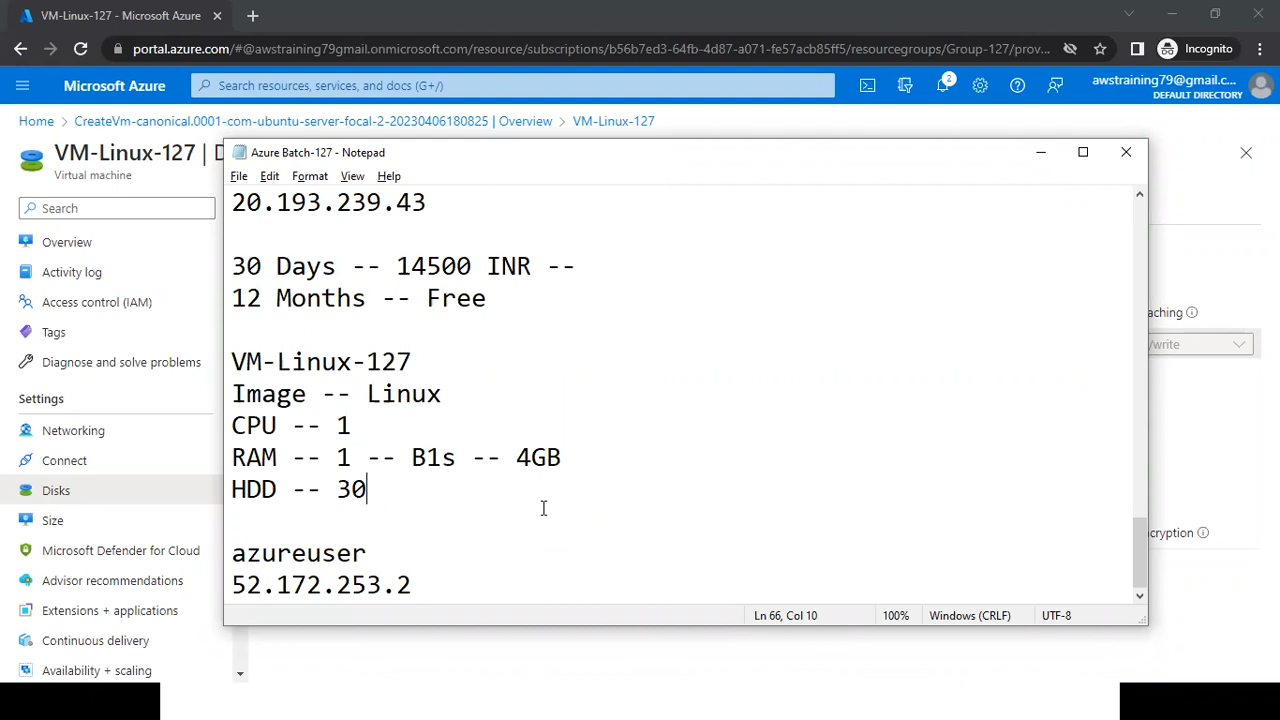 VM-Linux-127 - Microsoft Azure
portal.azure.com/#@awstraining79gmail.onmicrosoft.com/resource/subscriptions/b56b7ed3-64fb-4d87-a071-fe57acb85ff5/resourcegroups/Group-127/prov...
Incognito
Microsoft Azure
Search resources, services, and docs (G+/)
2
awstraining79@gmail.c...
DEFAULT DIRECTORY
Home > CreateVm-canonical.0001-com-ubuntu-server-focal-2-20230406180825 | Overview > VM-Linux-127
VM-Linux-127 | D
Virtual machine
Search
Overview
Activity log
Access control (IAM)
Tags
Diagnose and solve problems
Settings
Networking
Connect
Disks
Size
Microsoft Defender for Cloud
Advisor recommendations
Extensions + applications
Continuous delivery
Availability + scaling
Azure Batch-127 - Notepad
File Edit Format View Help
20.193.239.43
30 Days -- 14500 INR --
12 Months -- Free
VM-Linux-127
Image -- Linux
CPU -- 1
RAM -- 1 -- B1s -- 4GB
HDD -- 30
azureuser
52.172.253.2
Ln 66, Col 10
100%
Windows (CRLF)
UTF-8
aching
/write
cryption